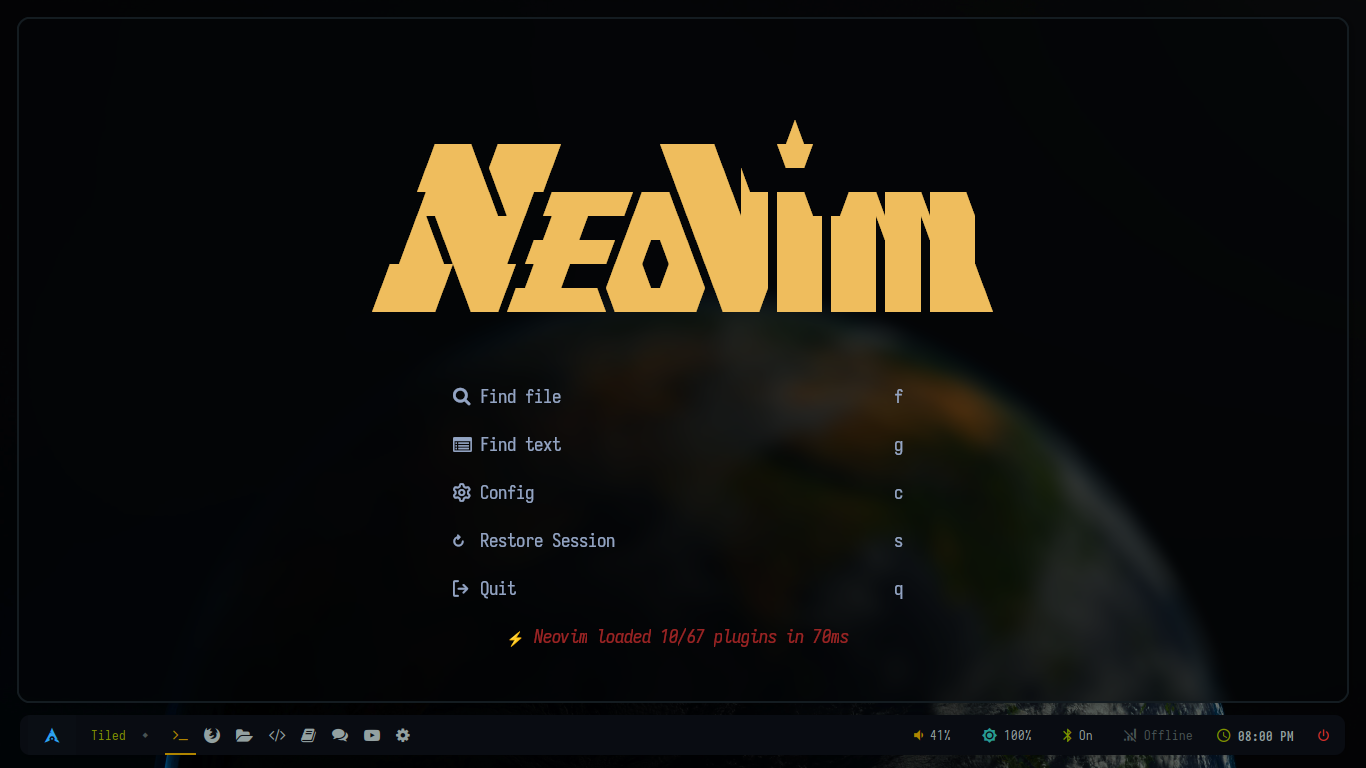 NEOVIM
Find file f
Find text g
Config c
Restore Session s
Quit q
⚡ Neovim loaded 10/67 plugins in 70ms
Tiled 41% 100% On Offline 08:00 PM